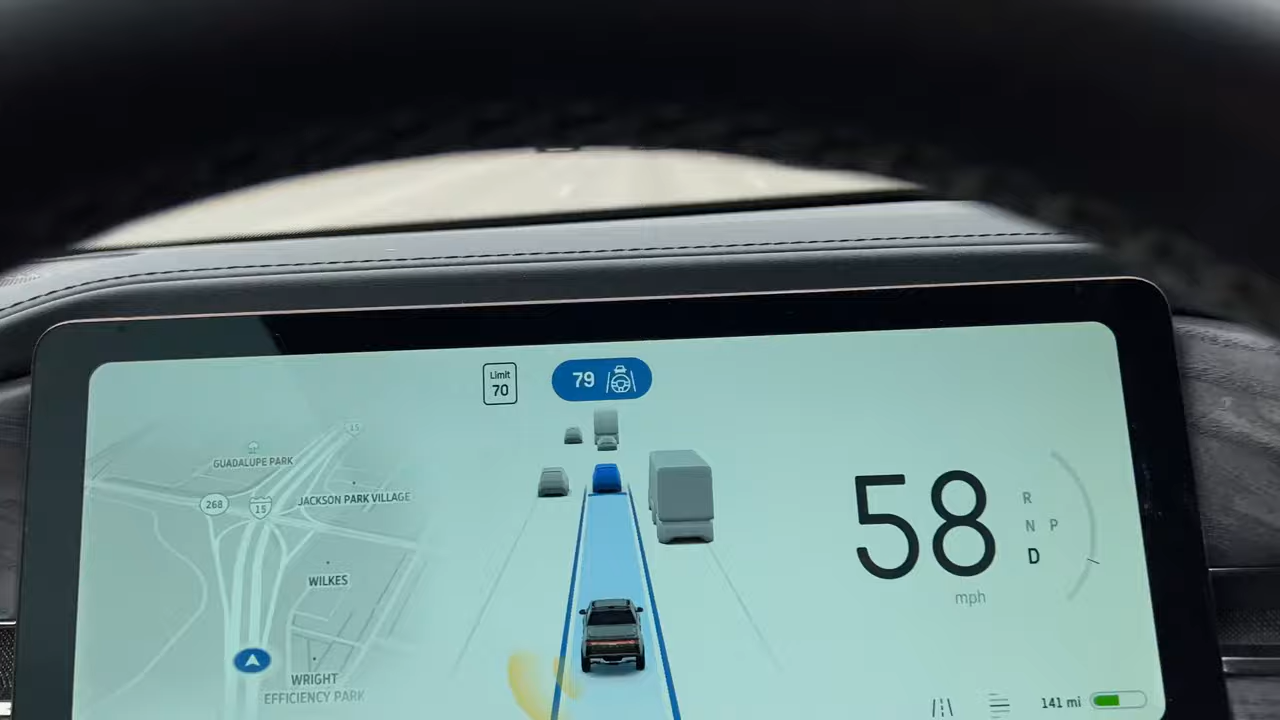 Limit
70
79
15
GUADALUPE PARK
268
15
JACKSON PARK VILLAGE
WILKES
WRIGHT
EFFICIENCY PARK
58
mph
R
N P
D
141 mi